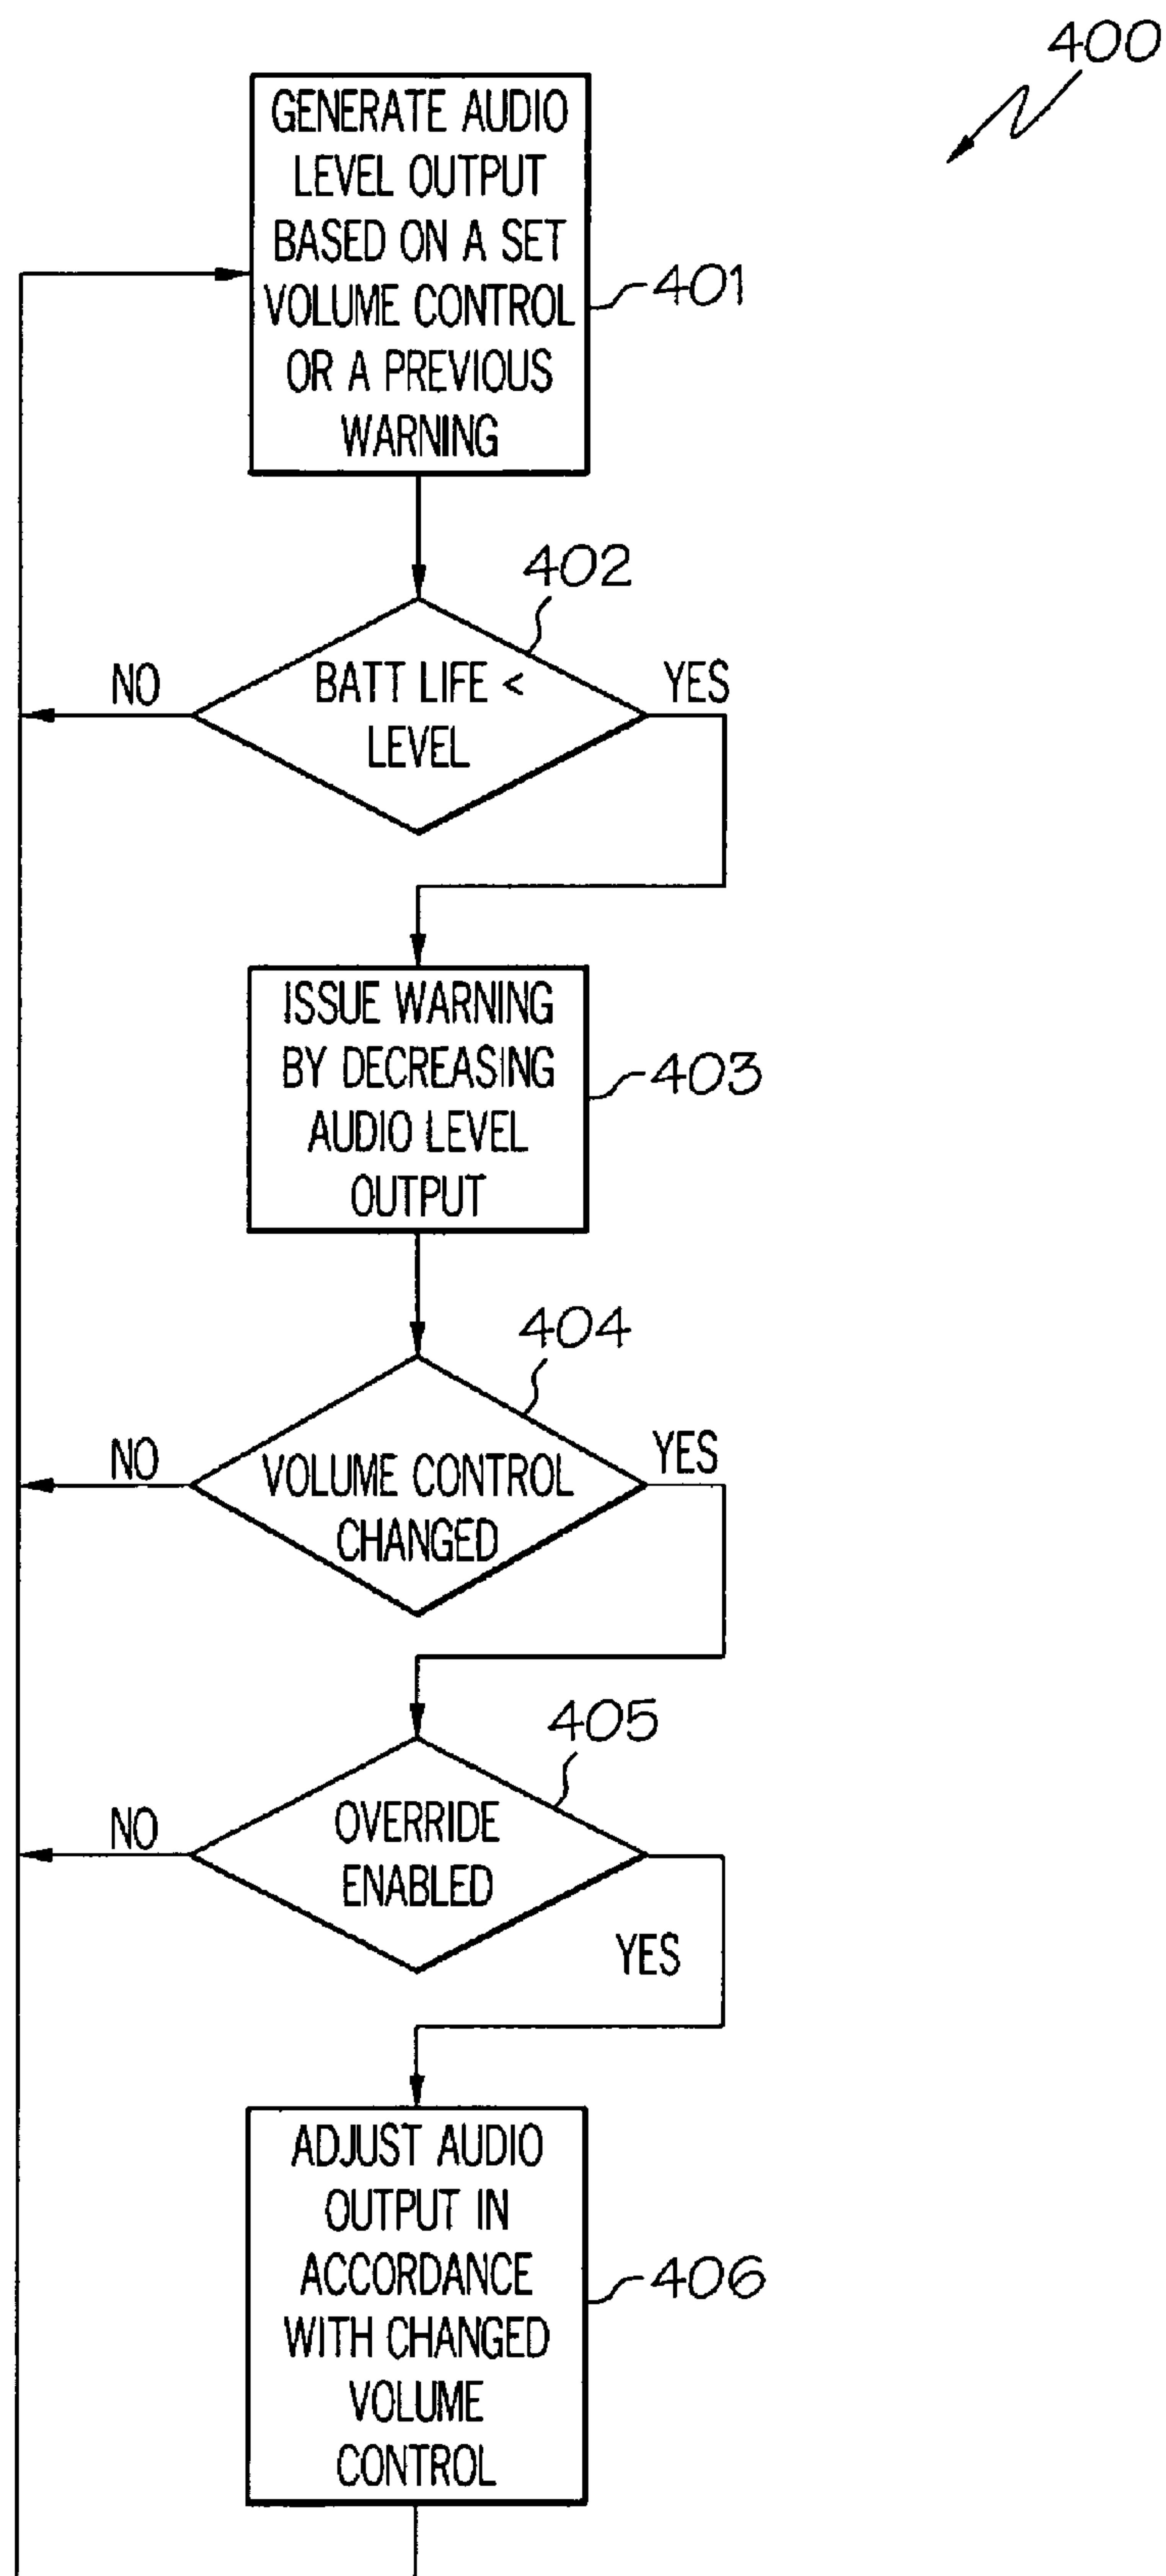 400
GENERATE AUDIO
LEVEL OUTPUT
BASED ON A SET
VOLUME CONTROL
OR A PREVIOUS
WARNING
401
402
NO
BATT LIFE <
LEVEL
YES
ISSUE WARNING
BY DECREASING
AUDIO LEVEL
OUTPUT
403
404
NO
VOLUME CONTROL
CHANGED
YES
405
NO
OVERRIDE
ENABLED
YES
ADJUST AUDIO
OUTPUT IN
ACCORDANCE
WITH CHANGED
VOLUME
CONTROL
406